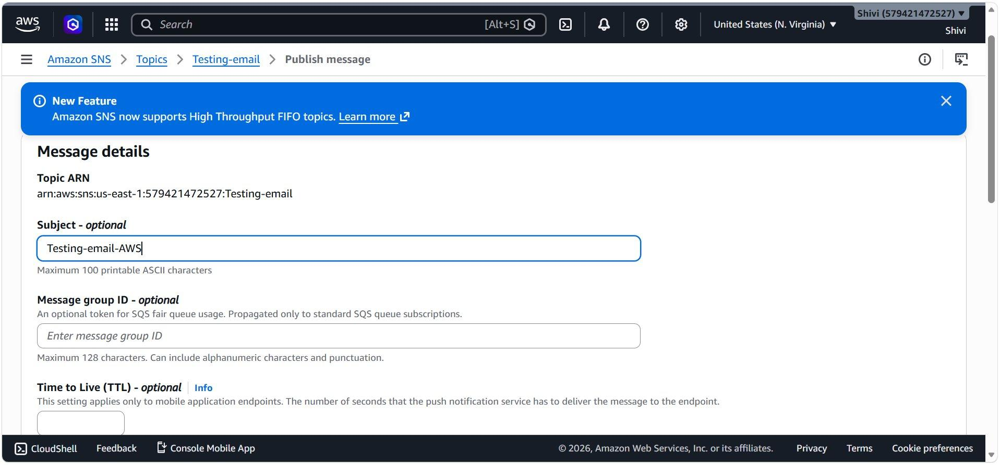 aws
Search
[Alt+S]
United States (N. Virginia)
Shivi (579421472527)
Shivi
Amazon SNS
Topics
Testing-email
Publish message
New Feature
Amazon SNS now supports High Throughput FIFO topics. Learn more
Message details
Topic ARN
arn:aws:sns:us-east-1:579421472527:Testing-email
Subject - optional
Testing-email-AWS
Maximum 100 printable ASCII characters
Message group ID - optional
An optional token for SQS fair queue usage. Propagated only to standard SQS queue subscriptions.
Enter message group ID
Maximum 128 characters. Can include alphanumeric characters and punctuation.
Time to Live (TTL) - optional Info
This setting applies only to mobile application endpoints. The number of seconds that the push notification service has to deliver the message to the endpoint.
CloudShell
Feedback
Console Mobile App
© 2026, Amazon Web Services, Inc. or its affiliates.
Privacy
Terms
Cookie preferences